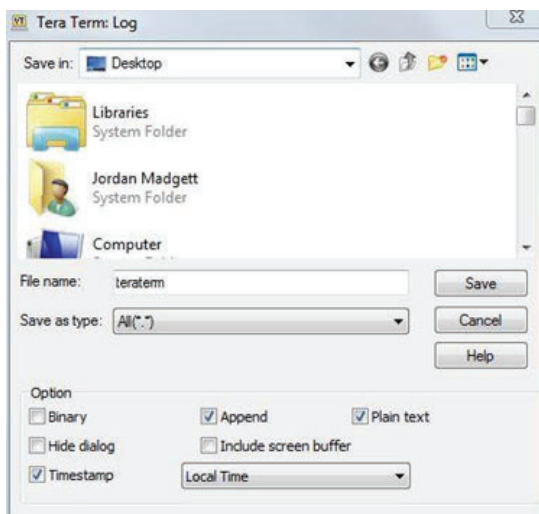 VT Tera Term: Log
Save in: Desktop
Libraries
System Folder
Jordan Madgett
System Folder
Computer
File name: teraterm Save
Save as type: All(*.*) Cancel
Help
Option
Binary Append Plain text
Hide dialog Include screen buffer
Timestamp Local Time